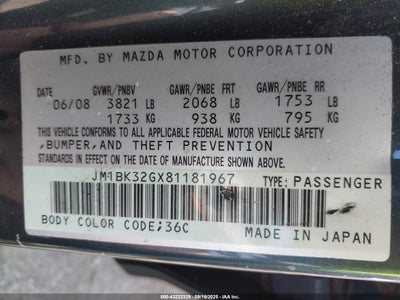 MFD. BY MAZDA MOTOR CORPORATION
DATE GVWR/PNBV GAWR/PNBE FRT GAWR/PNBE RR
06/08 3821 LB 2068 LB 1753 LB
1733 KG 938 KG 795 KG
THIS VEHICLE CONFORMS TO ALL APPLICABLE FEDERAL MOTOR VEHICLE SAFETY,
,BUMPER,AND THEFT PREVENTION
STANDARDS IN EFFECT ON THE DATE OF MANUFACTURE SHOWN ABOVE.
JM1BK32GX81181967 TYPE: PASSENGER
BODY COLOR CODE;36C MADE IN JAPAN
ID - 43222329 - 09/18/2025 - IAA, Inc.